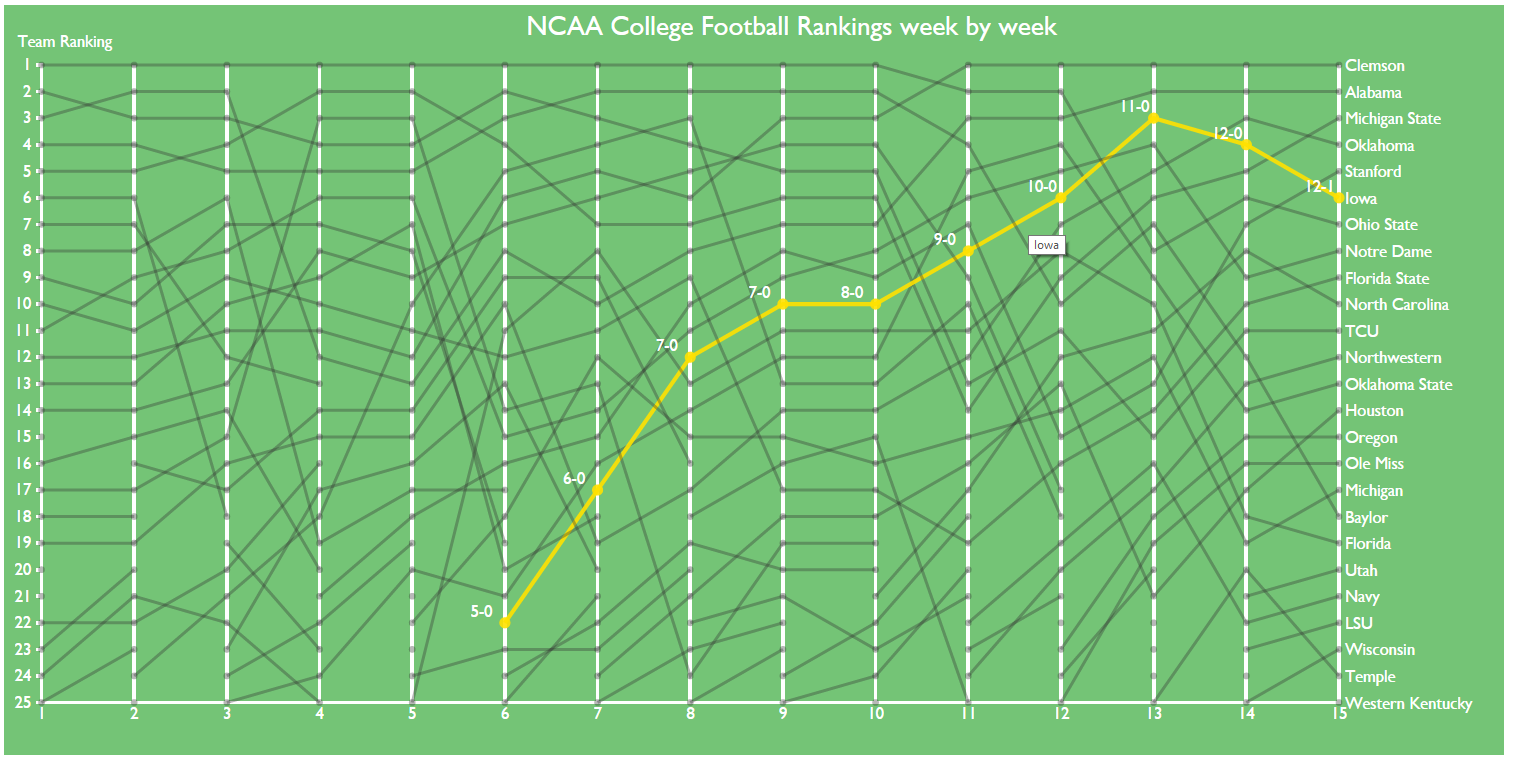 NCAA College Football Rankings week by week
Team Ranking
1 Clemson
2 Alabama
3 11-0 Michigan State
4 12-0 Oklahoma
5 Stanford
6 10-0 12-1 Iowa
7 Ohio State
8 9-0 Iowa Notre Dame
9 Florida State
10 7-0 8-0 North Carolina
11 TCU
12 7-0 Northwestern
13 Oklahoma State
14 Houston
15 Oregon
16 Ole Miss
17 6-0 Michigan
18 Baylor
19 Florida
20 Utah
21 Navy
22 5-0 LSU
23 Wisconsin
24 Temple
25 Western Kentucky
1 2 3 4 5 6 7 8 9 10 11 12 13 14 15